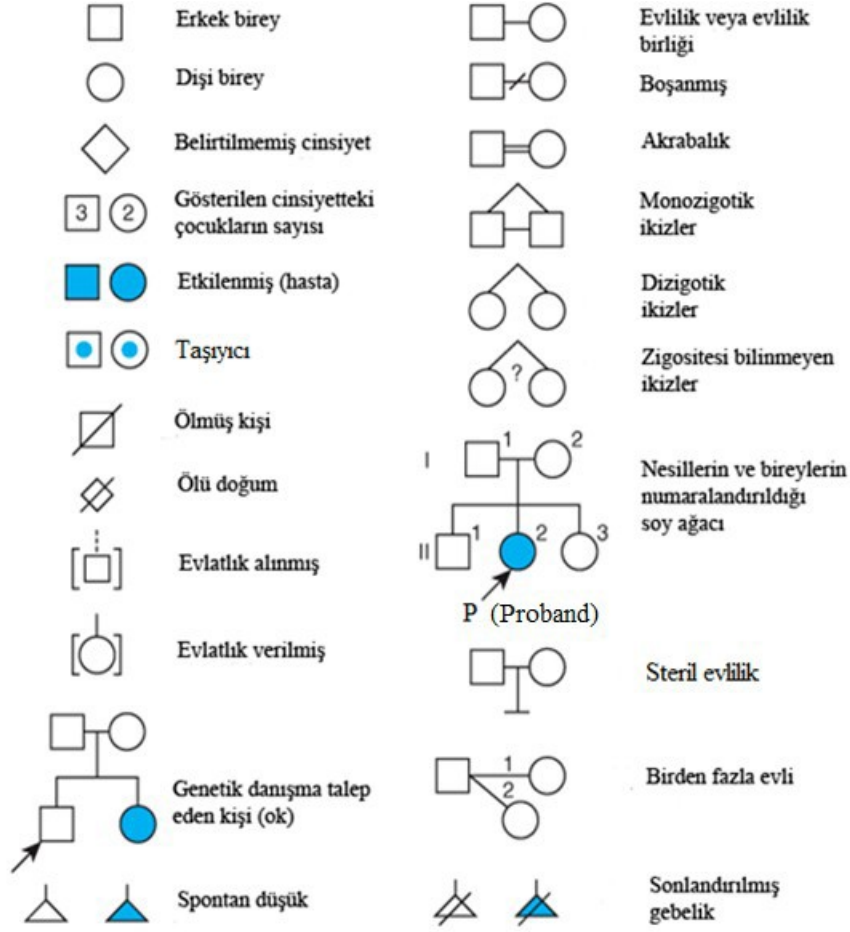 Erkek birey
Dişi birey
Belirtilmemiş cinsiyet
3 2
Gösterilen cinsiyetteki
çocukların sayısı
Etkilenmiş (hasta)
Taşıyıcı
Ölmüş kişi
Ölü doğum
Evlatlık alınmış
Evlatlık verilmiş
Genetik danışma talep
eden kişi (ok)
Spontan düşük
Evlilik veya evlilik
birliği
Boşanmış
Akrabalık
Monozigotik
ikizler
Dizigotik
ikizler
?
Zigositesi bilinmeyen
ikizler
I 1 2
II 1 2 3
P (Proband)
Nesillerin ve bireylerin
numaralandırıldığı
soy ağacı
Steril evlilik
1
2
Birden fazla evli
Sonlandırılmış
gebelik